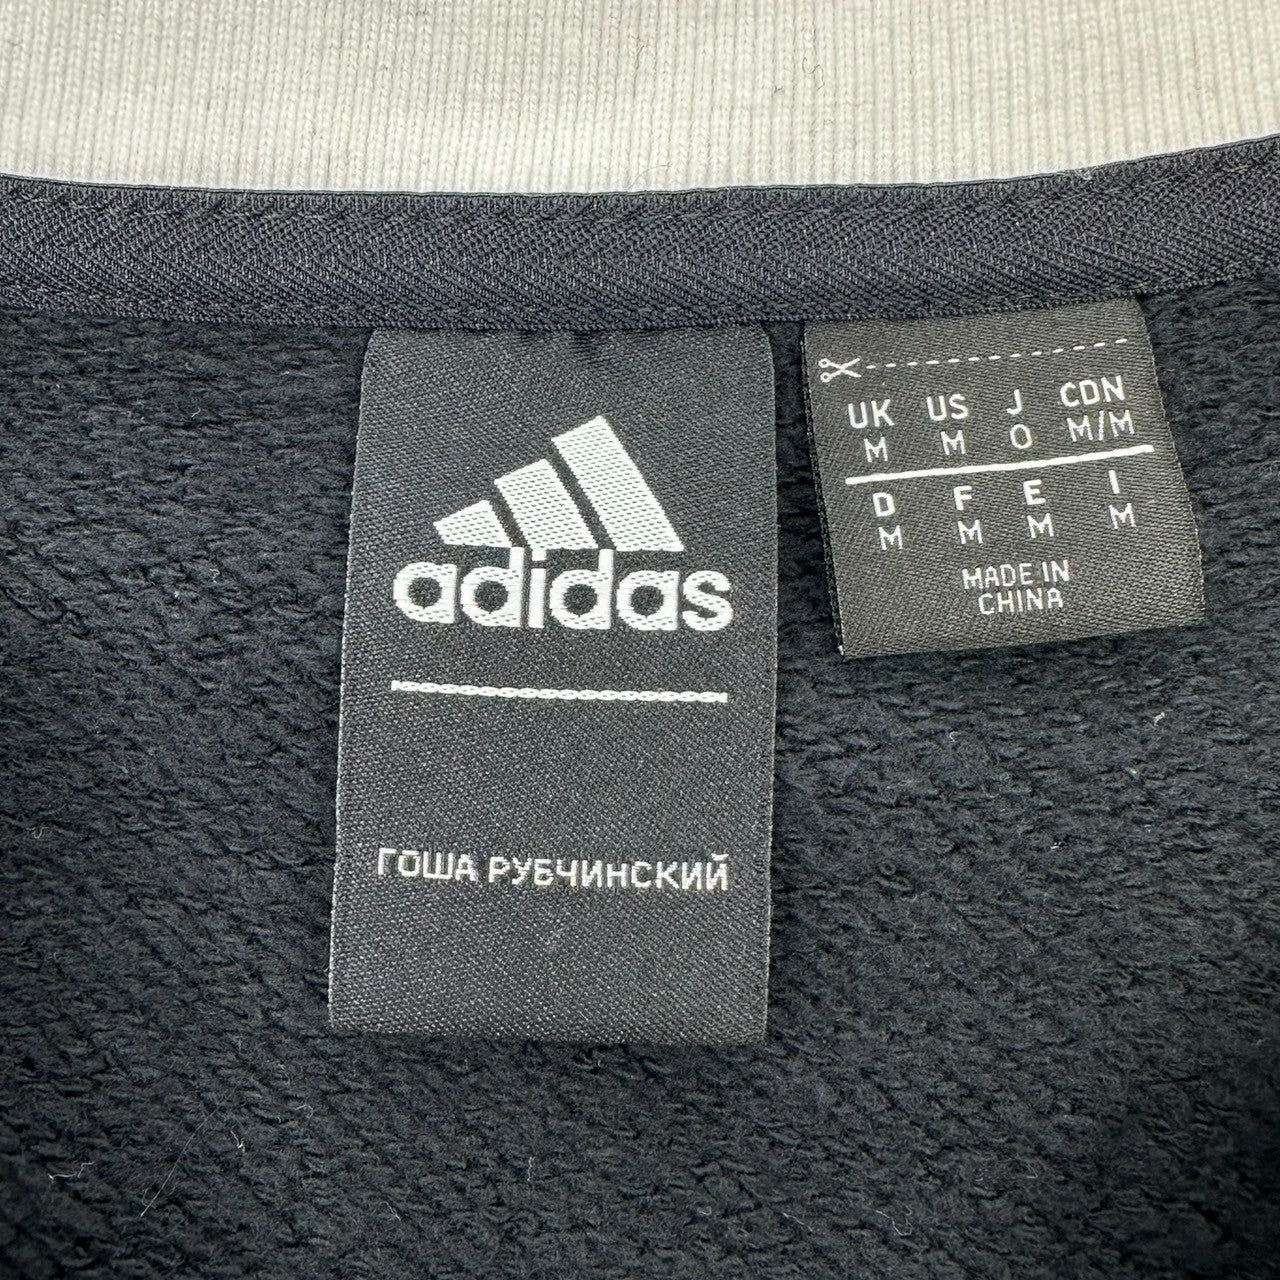 adidas
ГОША РУБЧИНСКИЙ
UK US J CDN
M M O M/M
D F E I
M M M M
MADE IN
CHINA